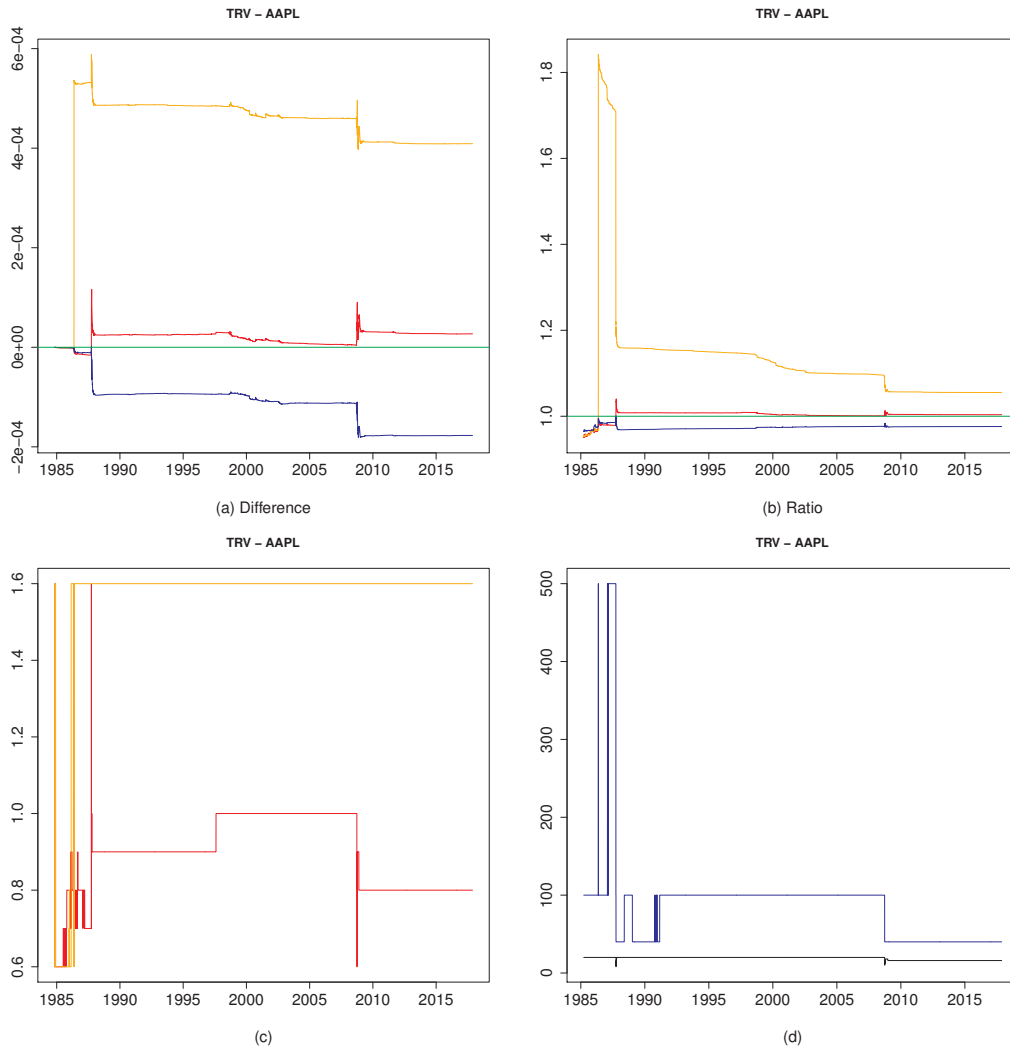 TRV − AAPL
6e−04
4e−04
2e−04
0e+00
−2e−04
1985 1990 1995 2000 2005 2010 2015
(a) Difference
TRV − AAPL
1.8
1.6
1.4
1.2
1.0
1985 1990 1995 2000 2005 2010 2015
(b) Ratio
TRV − AAPL
1.6
1.4
1.2
1.0
0.8
0.6
1985 1990 1995 2000 2005 2010 2015
(c)
TRV − AAPL
500
400
300
200
100
0
1985 1990 1995 2000 2005 2010 2015
(d)